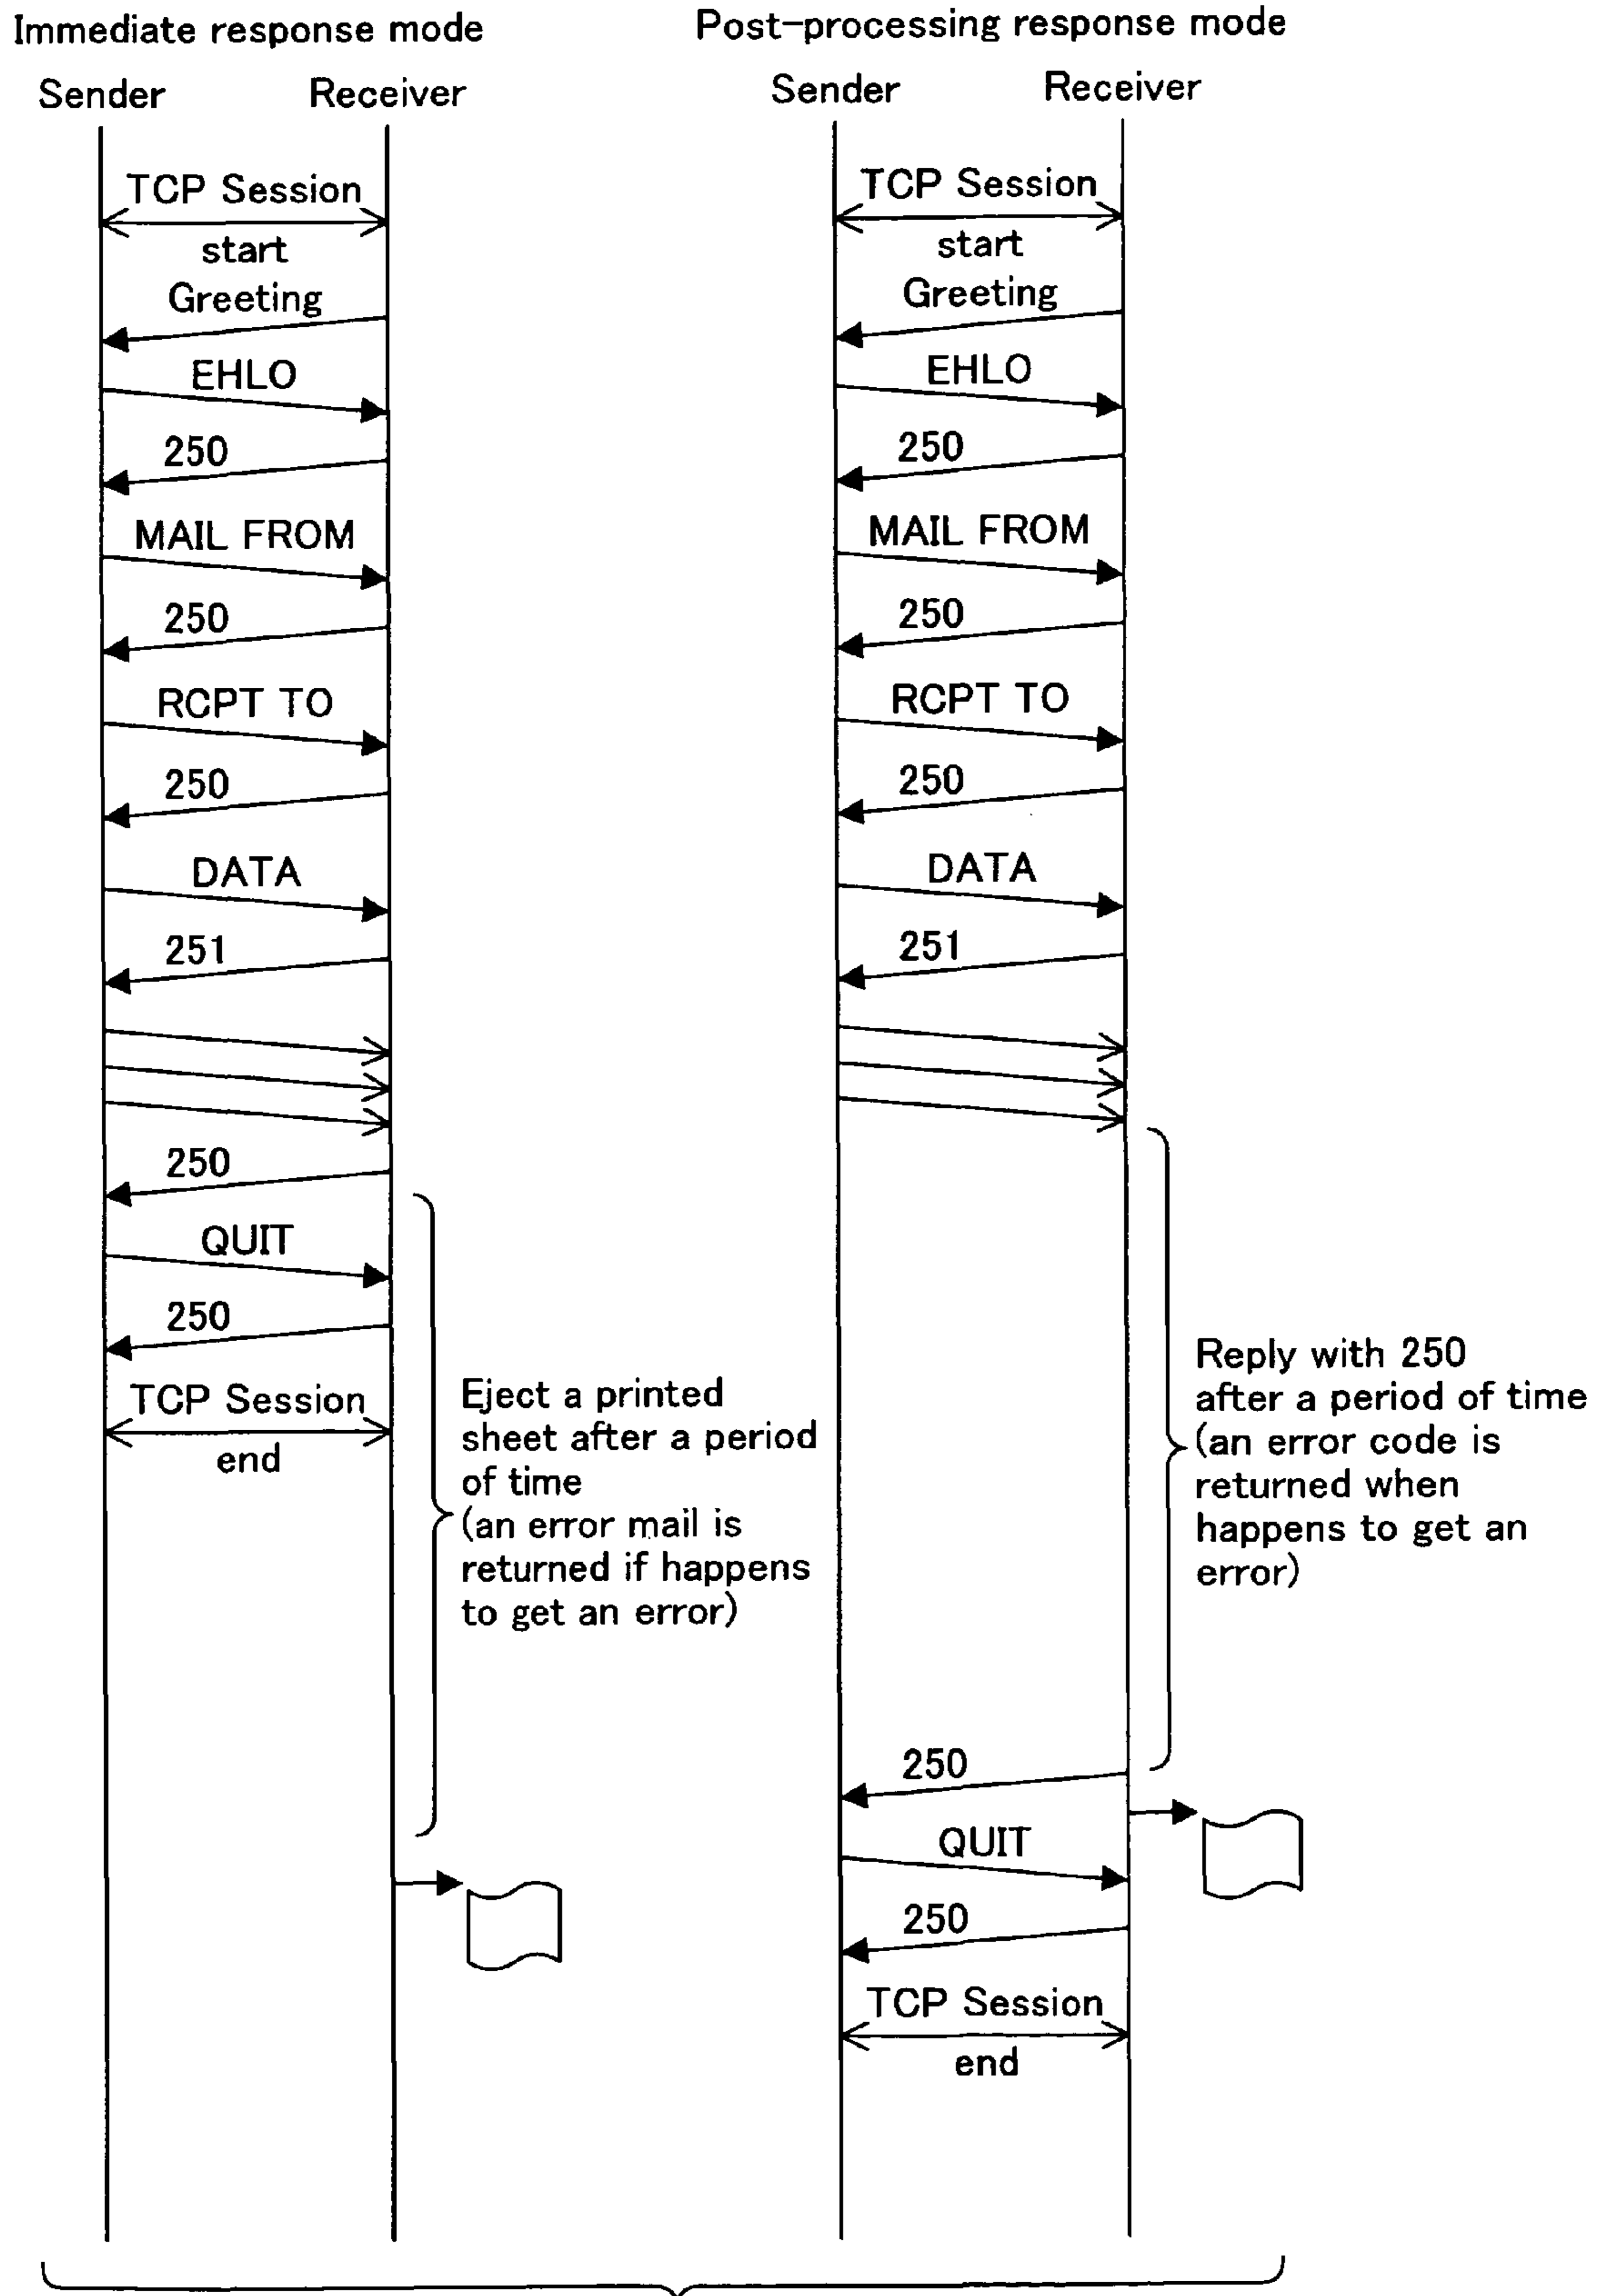 Immediate response mode
Sender
Receiver
TCP Session
start
Greeting
EHLO
250
MAIL FROM
250
RCPT TO
250
DATA
251
250
QUIT
250
TCP Session
end
Eject a printed
sheet after a period
of time
(an error mail is
returned if happens
to get an error)
Post-processing response mode
Sender
Receiver
TCP Session
start
Greeting
EHLO
250
MAIL FROM
250
RCPT TO
250
DATA
251
Reply with 250
after a period of time
(an error code is
returned when
happens to get an
error)
250
QUIT
250
TCP Session
end